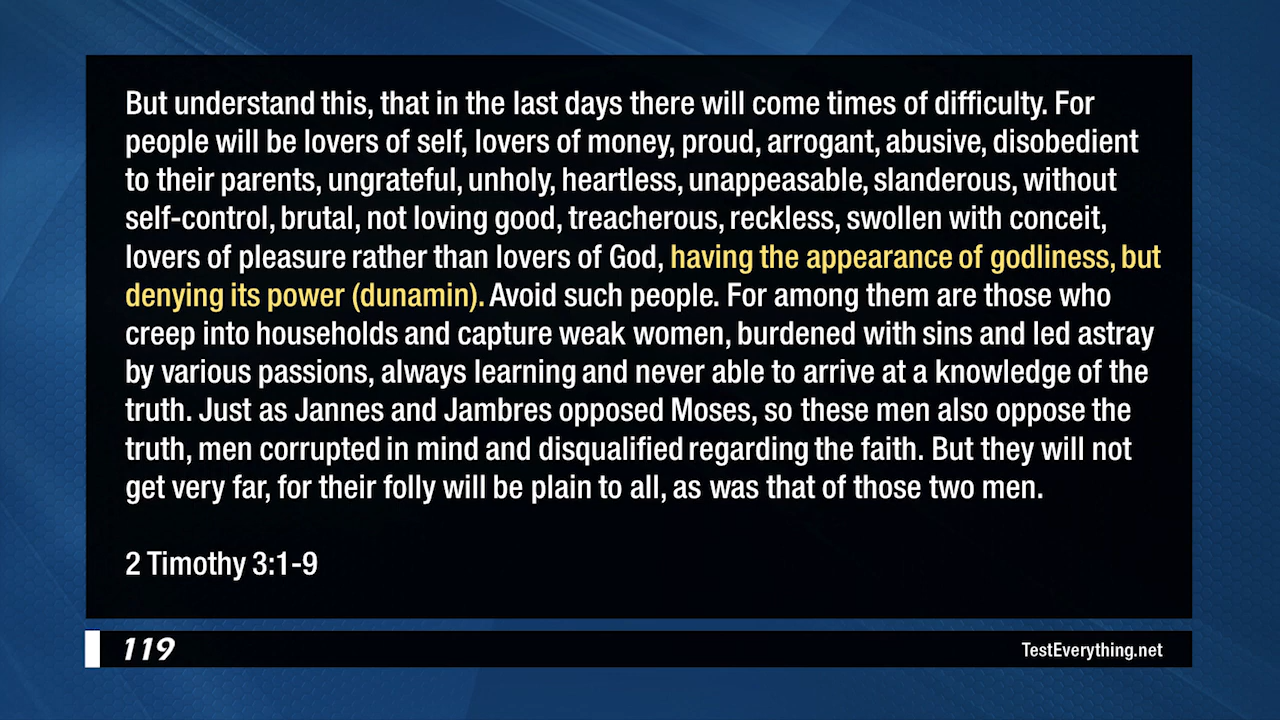 But understand this, that in the last days there will come times of difficulty. For
people will be lovers of self, lovers of money, proud, arrogant, abusive, disobedient
to their parents, ungrateful, unholy, heartless, unappeasable, slanderous, without
self-control, brutal, not loving good, treacherous, reckless, swollen with conceit,
lovers of pleasure rather than lovers of God, having the appearance of godliness, but
denying its power (dunamin). Avoid such people. For among them are those who
creep into households and capture weak women, burdened with sins and led astray
by various passions, always learning and never able to arrive at a knowledge of the
truth. Just as Jannes and Jambres opposed Moses, so these men also oppose the
truth, men corrupted in mind and disqualified regarding the faith. But they will not
get very far, for their folly will be plain to all, as was that of those two men.
2 Timothy 3:1-9
119
TestEverything.net